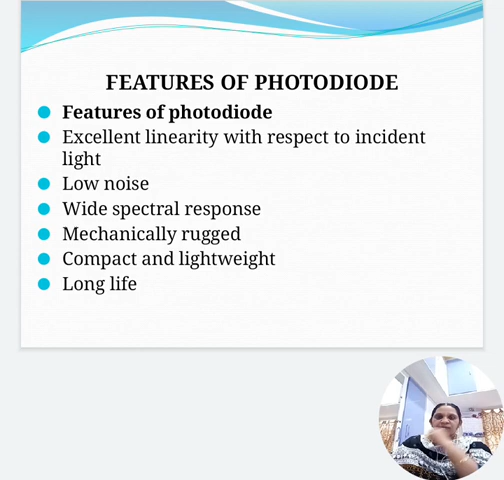 FEATURES OF PHOTODIODE
Features of photodiode
Excellent linearity with respect to incident
light
Low noise
Wide spectral response
Mechanically rugged
Compact and lightweight
Long life